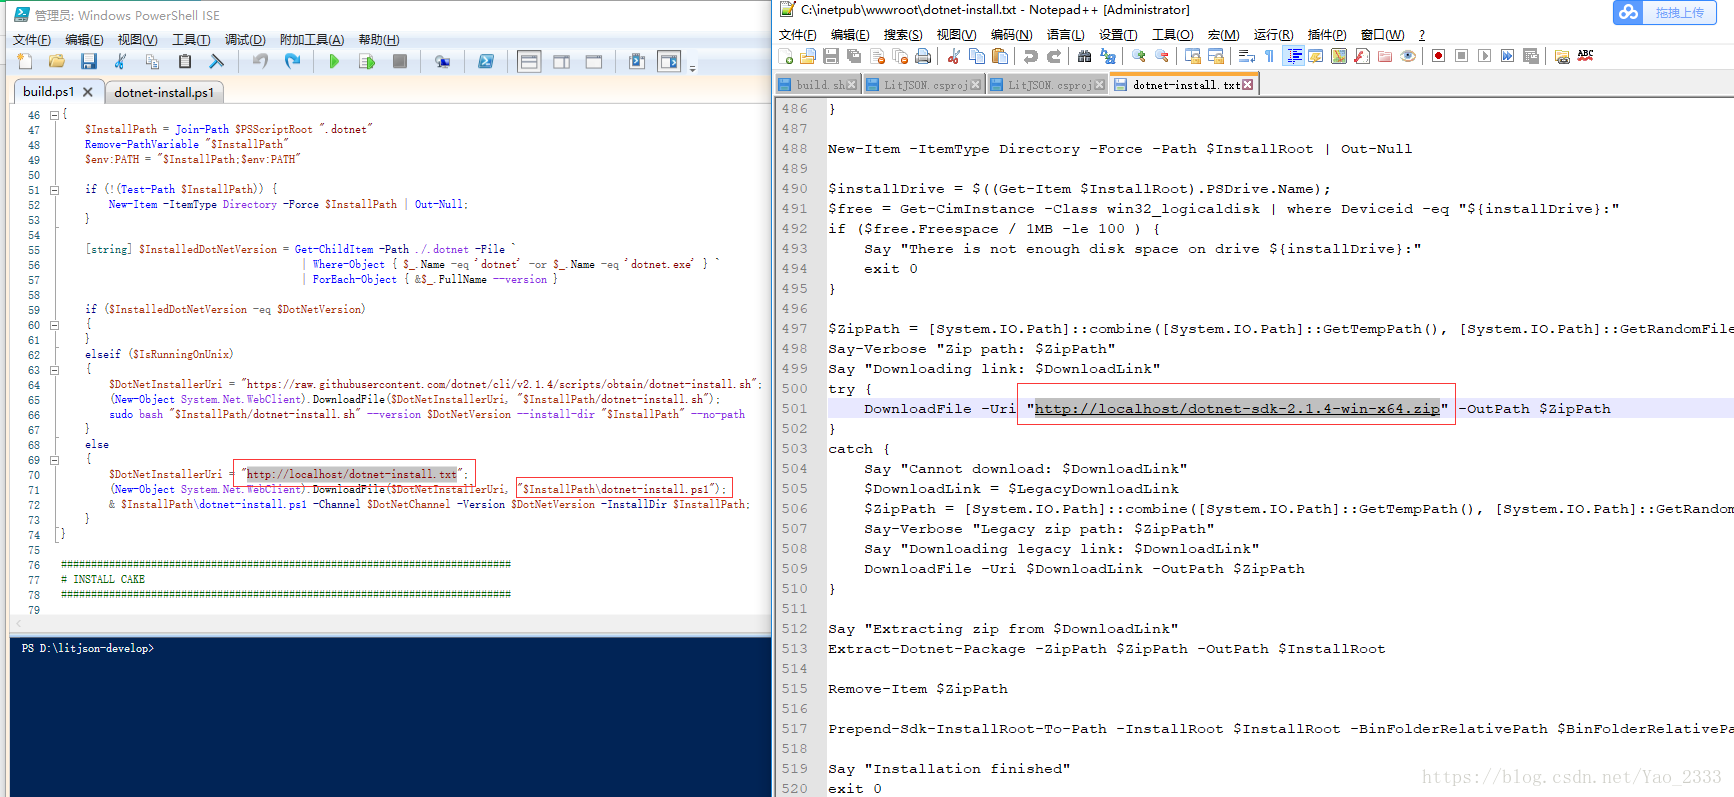 管理员: Windows PowerShell ISE
文件(F) 编辑(E) 视图(V) 工具(T) 调试(D) 附加工具(A) 帮助(H)
build.ps1 dotnet-install.ps1
46 {
47 $InstallPath = Join-Path $PSScriptRoot ".dotnet"
48 Remove-PathVariable "$InstallPath"
49 $env:PATH = "$InstallPath;$env:PATH"
50
51 if (!(Test-Path $InstallPath)) {
52 New-Item -ItemType Directory -Force $InstallPath | Out-Null;
53 }
54
55 [string] $InstalledDotNetVersion = Get-ChildItem -Path ./.dotnet -File `
56 | Where-Object { $_.Name -eq 'dotnet' -or $_.Name -eq 'dotnet.exe' } `
57 | ForEach-Object { &$_.FullName --version }
58
59 if ($InstalledDotNetVersion -eq $DotNetVersion)
60 {
61 }
62 elseif ($IsRunningOnUnix)
63 {
64 $DotNetInstallerUri = "https://raw.githubusercontent.com/dotnet/cli/v2.1.4/scripts/obtain/dotnet-install.sh";
65 (New-Object System.Net.WebClient).DownloadFile($DotNetInstallerUri, "$InstallPath/dotnet-install.sh");
66 sudo bash "$InstallPath/dotnet-install.sh" --version $DotNetVersion --install-dir "$InstallPath" --no-path
67 }
68 else
69 {
70 $DotNetInstallerUri = "http://localhost/dotnet-install.txt";
71 (New-Object System.Net.WebClient).DownloadFile($DotNetInstallerUri, "$InstallPath\dotnet-install.ps1");
72 & $InstallPath\dotnet-install.ps1 -Channel $DotNetChannel -Version $DotNetVersion -InstallDir $InstallPath;
73 }
74 }
75
76 ###########################################################################
77 # INSTALL CAKE
78 ###########################################################################
79
PS D:\litjson-develop>
C:\inetpub\wwwroot\dotnet-install.txt - Notepad++ [Administrator]
拖拽上传
文件(F) 编辑(E) 搜索(S) 视图(V) 编码(N) 语言(L) 设置(T) 工具(O) 宏(M) 运行(R) 插件(P) 窗口(W) ?
build.sh LitJSON.csproj LitJSON.csproj dotnet-install.txt
486 }
487
488 New-Item -ItemType Directory -Force -Path $InstallRoot | Out-Null
489
490 $installDrive = $((Get-Item $InstallRoot).PSDrive.Name);
491 $free = Get-CimInstance -Class win32_logicaldisk | where Deviceid -eq "${installDrive}:"
492 if ($free.Freespace / 1MB -le 100 ) {
493 Say "There is not enough disk space on drive ${installDrive}:"
494 exit 0
495 }
496
497 $ZipPath = [System.IO.Path]::combine([System.IO.Path]::GetTempPath(), [System.IO.Path]::GetRandomFile
498 Say-Verbose "Zip path: $ZipPath"
499 Say "Downloading link: $DownloadLink"
500 try {
501 DownloadFile -Uri "http://localhost/dotnet-sdk-2.1.4-win-x64.zip" -OutPath $ZipPath
502 }
503 catch {
504 Say "Cannot download: $DownloadLink"
505 $DownloadLink = $LegacyDownloadLink
506 $ZipPath = [System.IO.Path]::combine([System.IO.Path]::GetTempPath(), [System.IO.Path]::GetRandom
507 Say-Verbose "Legacy zip path: $ZipPath"
508 Say "Downloading legacy link: $DownloadLink"
509 DownloadFile -Uri $DownloadLink -OutPath $ZipPath
510 }
511
512 Say "Extracting zip from $DownloadLink"
513 Extract-Dotnet-Package -ZipPath $ZipPath -OutPath $InstallRoot
514
515 Remove-Item $ZipPath
516
517 Prepend-Sdk-InstallRoot-To-Path -InstallRoot $InstallRoot -BinFolderRelativePath $BinFolderRelativePa
518
519 Say "Installation finished"
520 exit 0
https://blog.csdn.net/Yao_2333